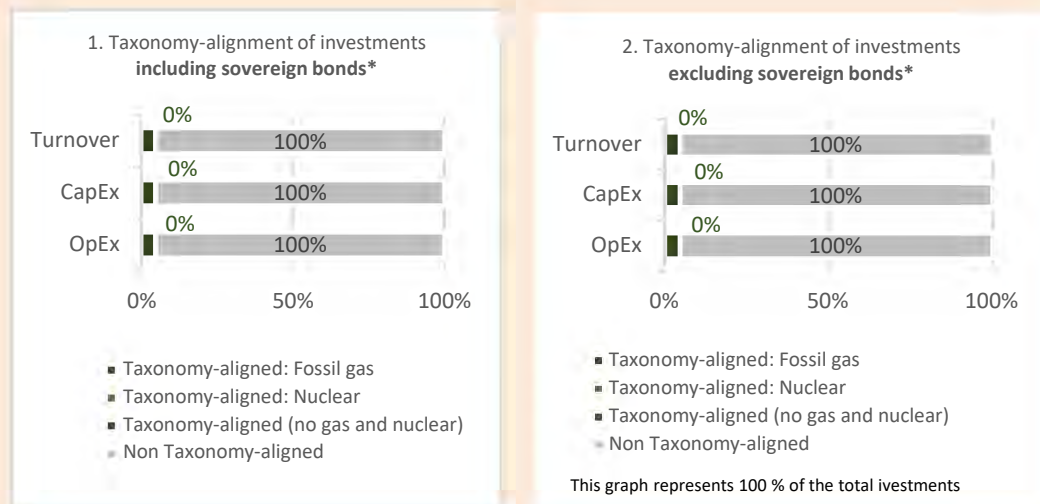 1. Taxonomy-alignment of investments
including sovereign bonds*
0%
Turnover
100%
0%
CapEx
100%
0%
OpEx
100%
0%
50%
100%
Taxonomy-aligned: Fossil gas
Taxonomy-aligned: Nuclear
Taxonomy-aligned (no gas and nuclear)
Non Taxonomy-aligned
2. Taxonomy-alignment of investments
excluding sovereign bonds*
0%
Turnover
100%
0%
CapEx
100%
0%
OpEx
100%
0%
50%
100%
Taxonomy-aligned: Fossil gas
Taxonomy-aligned: Nuclear
Taxonomy-aligned (no gas and nuclear)
Non Taxonomy-aligned
This graph represents 100 % of the total ivestments